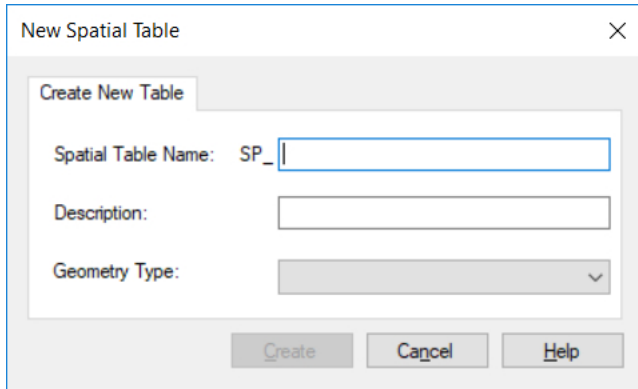 New Spatial Table
Create New Table
Spatial Table Name: SP_
Description:
Geometry Type:
Create Cancel Help